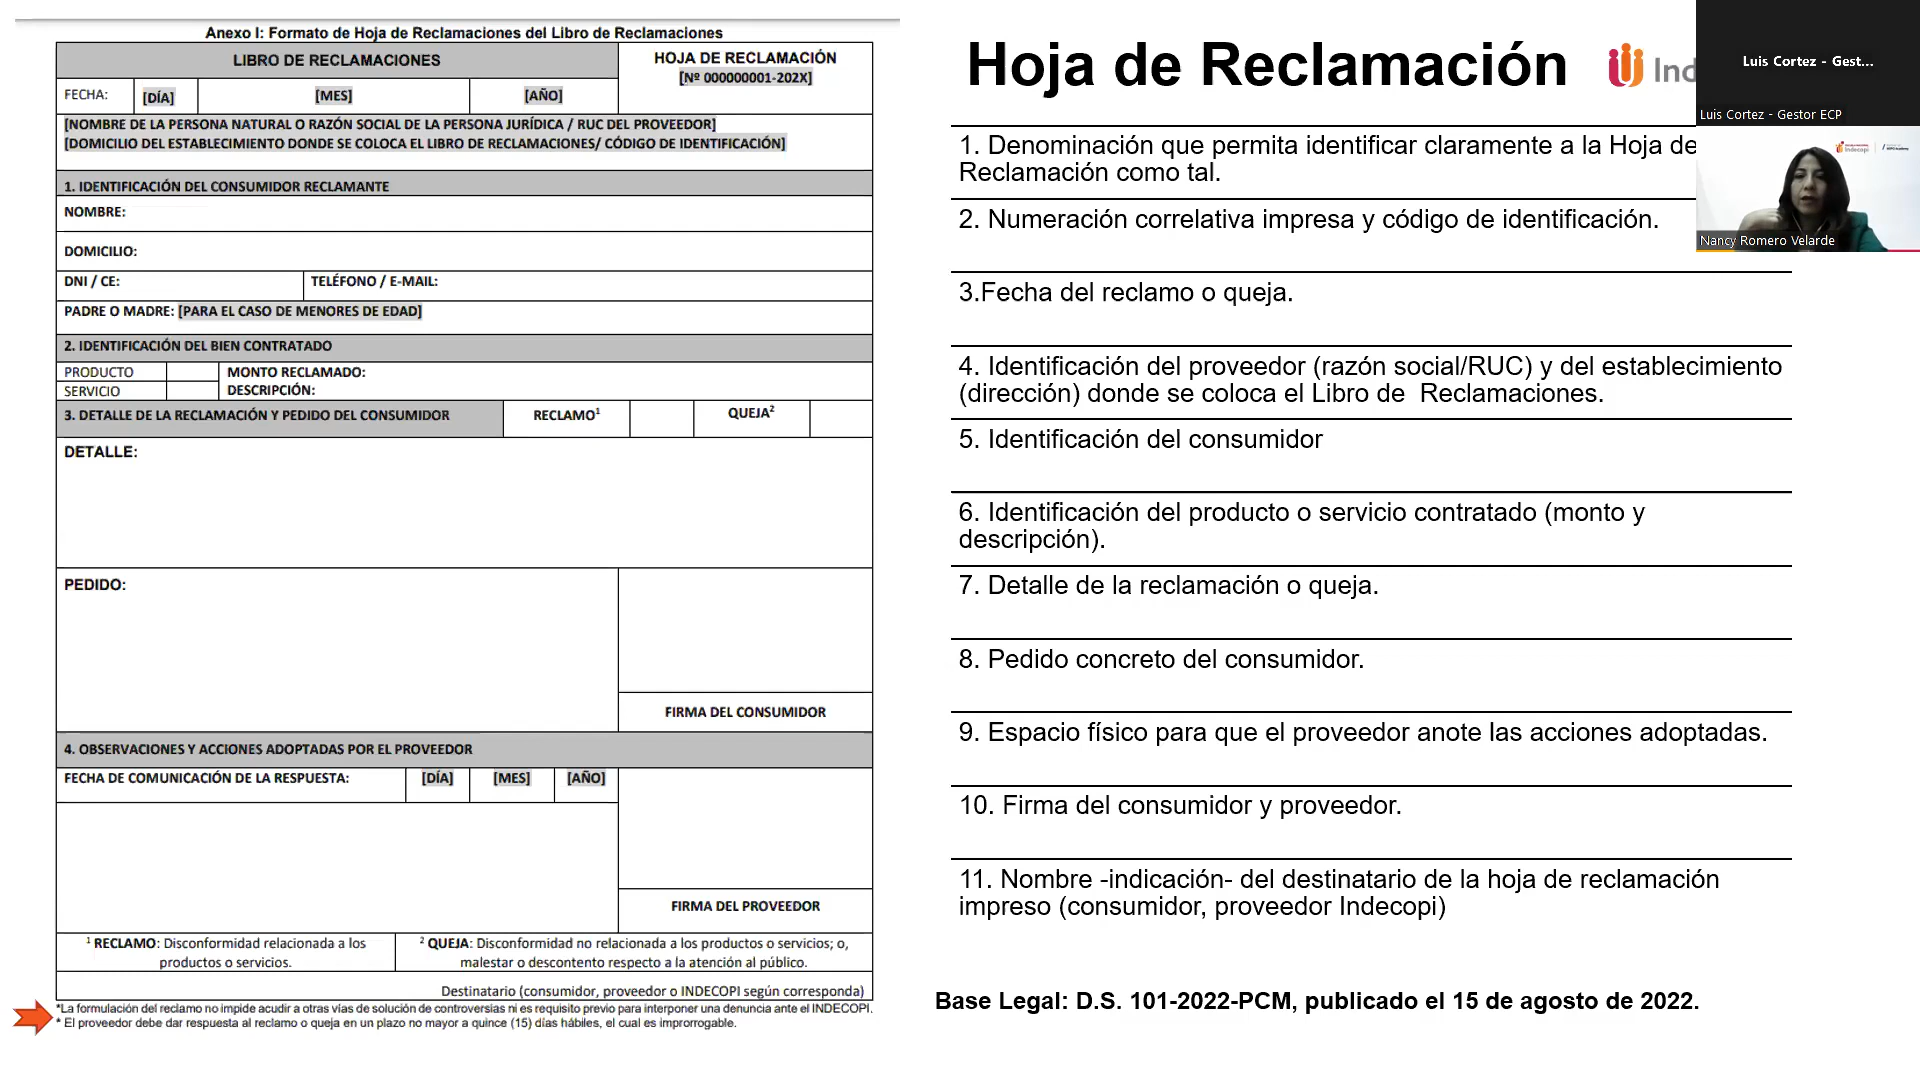 Anexo I: Formato de Hoja de Reclamaciones del Libro de Reclamaciones
LIBRO DE RECLAMACIONES
HOJA DE RECLAMACIÓN
[Nº 000000001-202X]
FECHA:
[DÍA]
[MES]
[AÑO]
[NOMBRE DE LA PERSONA NATURAL O RAZÓN SOCIAL DE LA PERSONA JURÍDICA / RUC DEL PROVEEDOR]
[DOMICILIO DEL ESTABLECIMIENTO DONDE SE COLOCA EL LIBRO DE RECLAMACIONES/ CÓDIGO DE IDENTIFICACIÓN]
1. IDENTIFICACIÓN DEL CONSUMIDOR RECLAMANTE
NOMBRE:
DOMICILIO:
DNI / CE:
TELÉFONO / E-MAIL:
PADRE O MADRE: [PARA EL CASO DE MENORES DE EDAD]
2. IDENTIFICACIÓN DEL BIEN CONTRATADO
PRODUCTO
MONTO RECLAMADO:
SERVICIO
DESCRIPCIÓN:
3. DETALLE DE LA RECLAMACIÓN Y PEDIDO DEL CONSUMIDOR
RECLAMO¹
QUEJA²
DETALLE:
PEDIDO:
FIRMA DEL CONSUMIDOR
4. OBSERVACIONES Y ACCIONES ADOPTADAS POR EL PROVEEDOR
FECHA DE COMUNICACIÓN DE LA RESPUESTA:
[DÍA]
[MES]
[AÑO]
FIRMA DEL PROVEEDOR
¹ RECLAMO: Disconformidad relacionada a los
productos o servicios.
² QUEJA: Disconformidad no relacionada a los productos o servicios; o,
malestar o descontento respecto a la atención al público.
Destinatario (consumidor, proveedor o INDECOPI según corresponda)
*La formulación del reclamo no impide acudir a otras vías de solución de controversias ni es requisito previo para interponer una denuncia ante el INDECOPI.
* El proveedor debe dar respuesta al reclamo o queja en un plazo no mayor a quince (15) días hábiles, el cual es improrrogable.
Hoja de Reclamación
Ind
1. Denominación que permita identificar claramente a la Hoja de
Reclamación como tal.
2. Numeración correlativa impresa y código de identificación.
3.Fecha del reclamo o queja.
4. Identificación del proveedor (razón social/RUC) y del establecimiento
(dirección) donde se coloca el Libro de  Reclamaciones.
5. Identificación del consumidor
6. Identificación del producto o servicio contratado (monto y
descripción).
7. Detalle de la reclamación o queja.
8. Pedido concreto del consumidor.
9. Espacio físico para que el proveedor anote las acciones adoptadas.
10. Firma del consumidor y proveedor.
11. Nombre -indicación- del destinatario de la hoja de reclamación
impreso (consumidor, proveedor Indecopi)
Base Legal: D.S. 101-2022-PCM, publicado el 15 de agosto de 2022.
Luis Cortez - Gest...
Luis Cortez - Gestor ECP
Indecopi
Nancy Romero Velarde